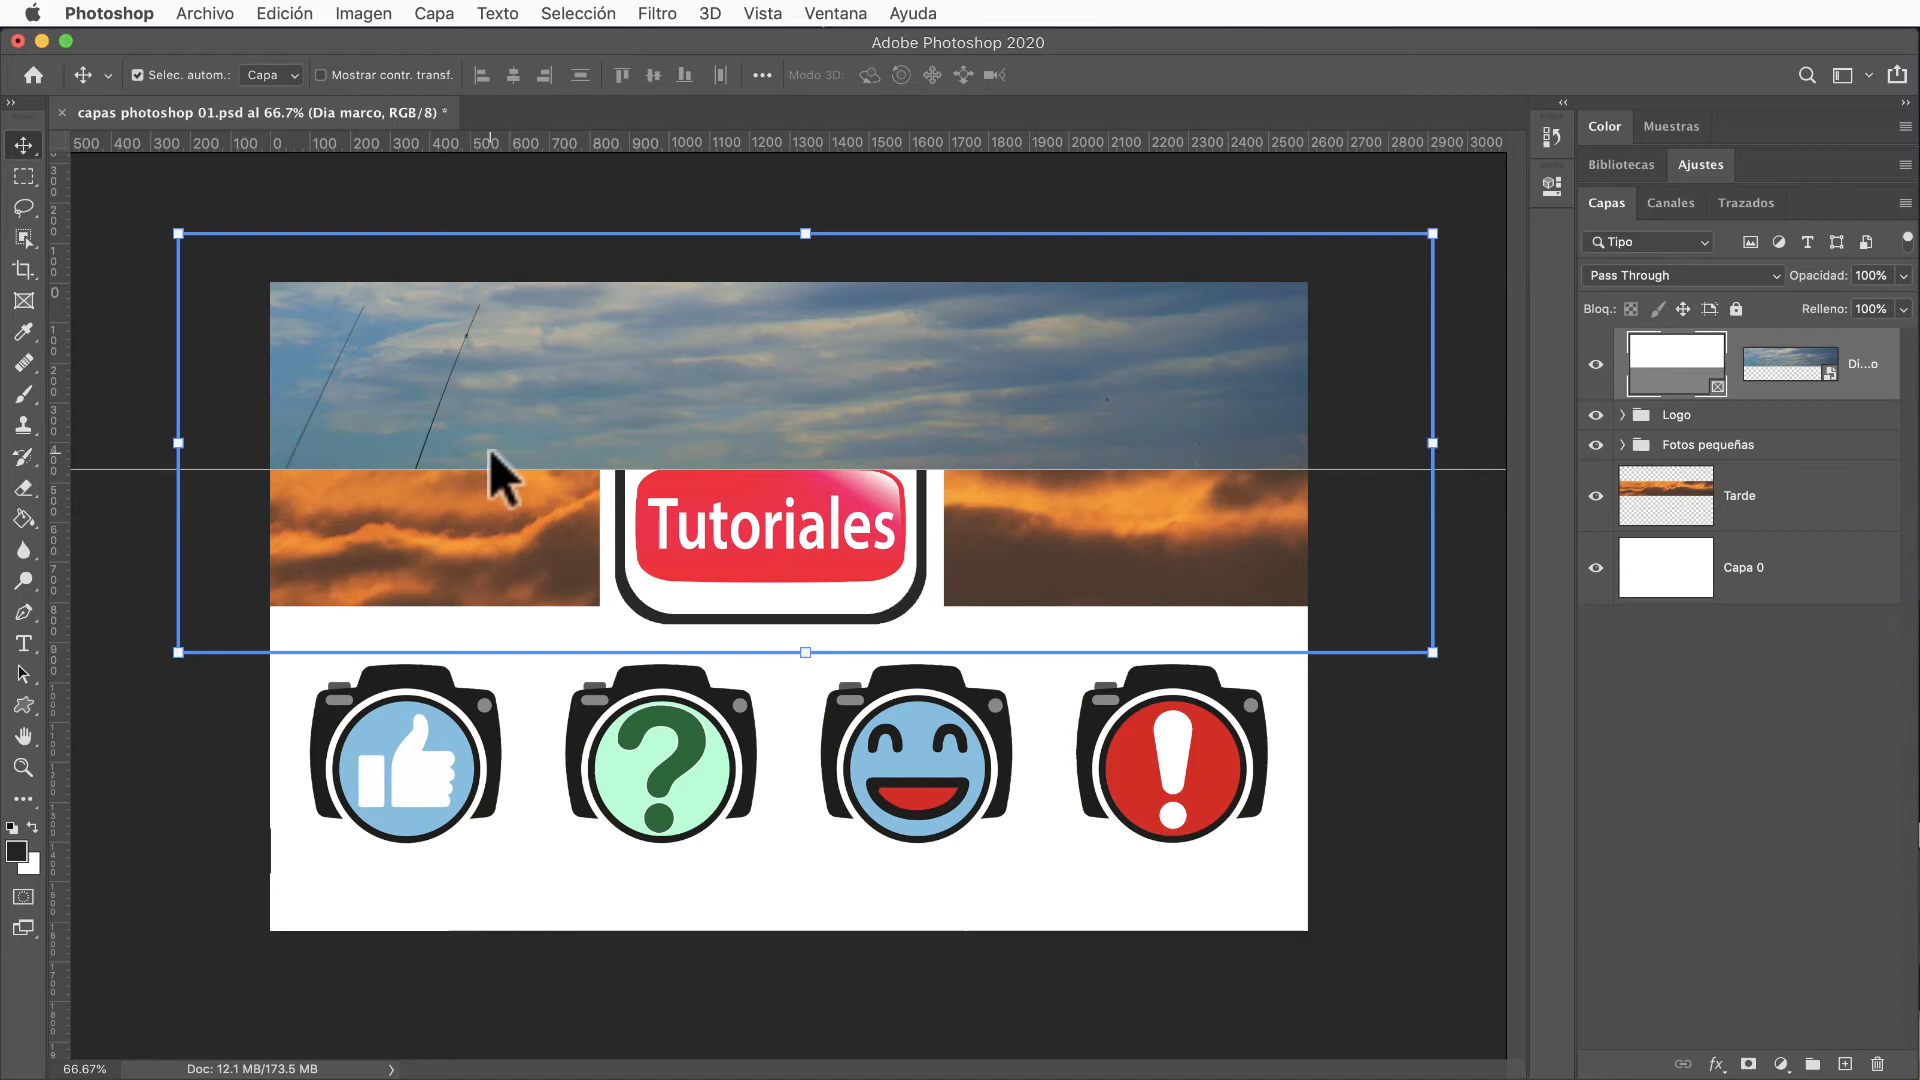 Photoshop Archivo Edición Imagen Capa Texto Selección Filtro 3D Vista Ventana Ayuda
Adobe Photoshop 2020
Selec. autom.: Capa Mostrar contr. transf. Modo 3D:
capas photoshop 01.psd al 66.7% (Dia marco, RGB/8) *
500 400 300 200 100 0 100 200 300 400 500 600 700 800 900 1000 1100 1200 1300 1400 1500 1600 1700 1800 1900 2000 2100 2200 2300 2400 2500 2600 2700 2800 2900 3000
Color Muestras
Bibliotecas Ajustes
Capas Canales Trazados
Tipo
Pass Through Opacidad: 100%
Bloq.: Relleno: 100%
Di...o
Logo
Fotos pequeñas
Tarde
Capa 0
Tutoriales
?
!
fx
66.67% Doc: 12.1 MB/173.5 MB